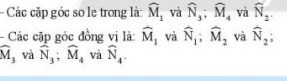 - Các cặp góc so le trong là: M̂₁ và N̂₃; M̂₄ và N̂₂.
- Các cặp góc đồng vị là: M̂₁ và N̂₁; M̂₂ và N̂₂;
M̂₃ và N̂₃; M̂₄ và N̂₄.